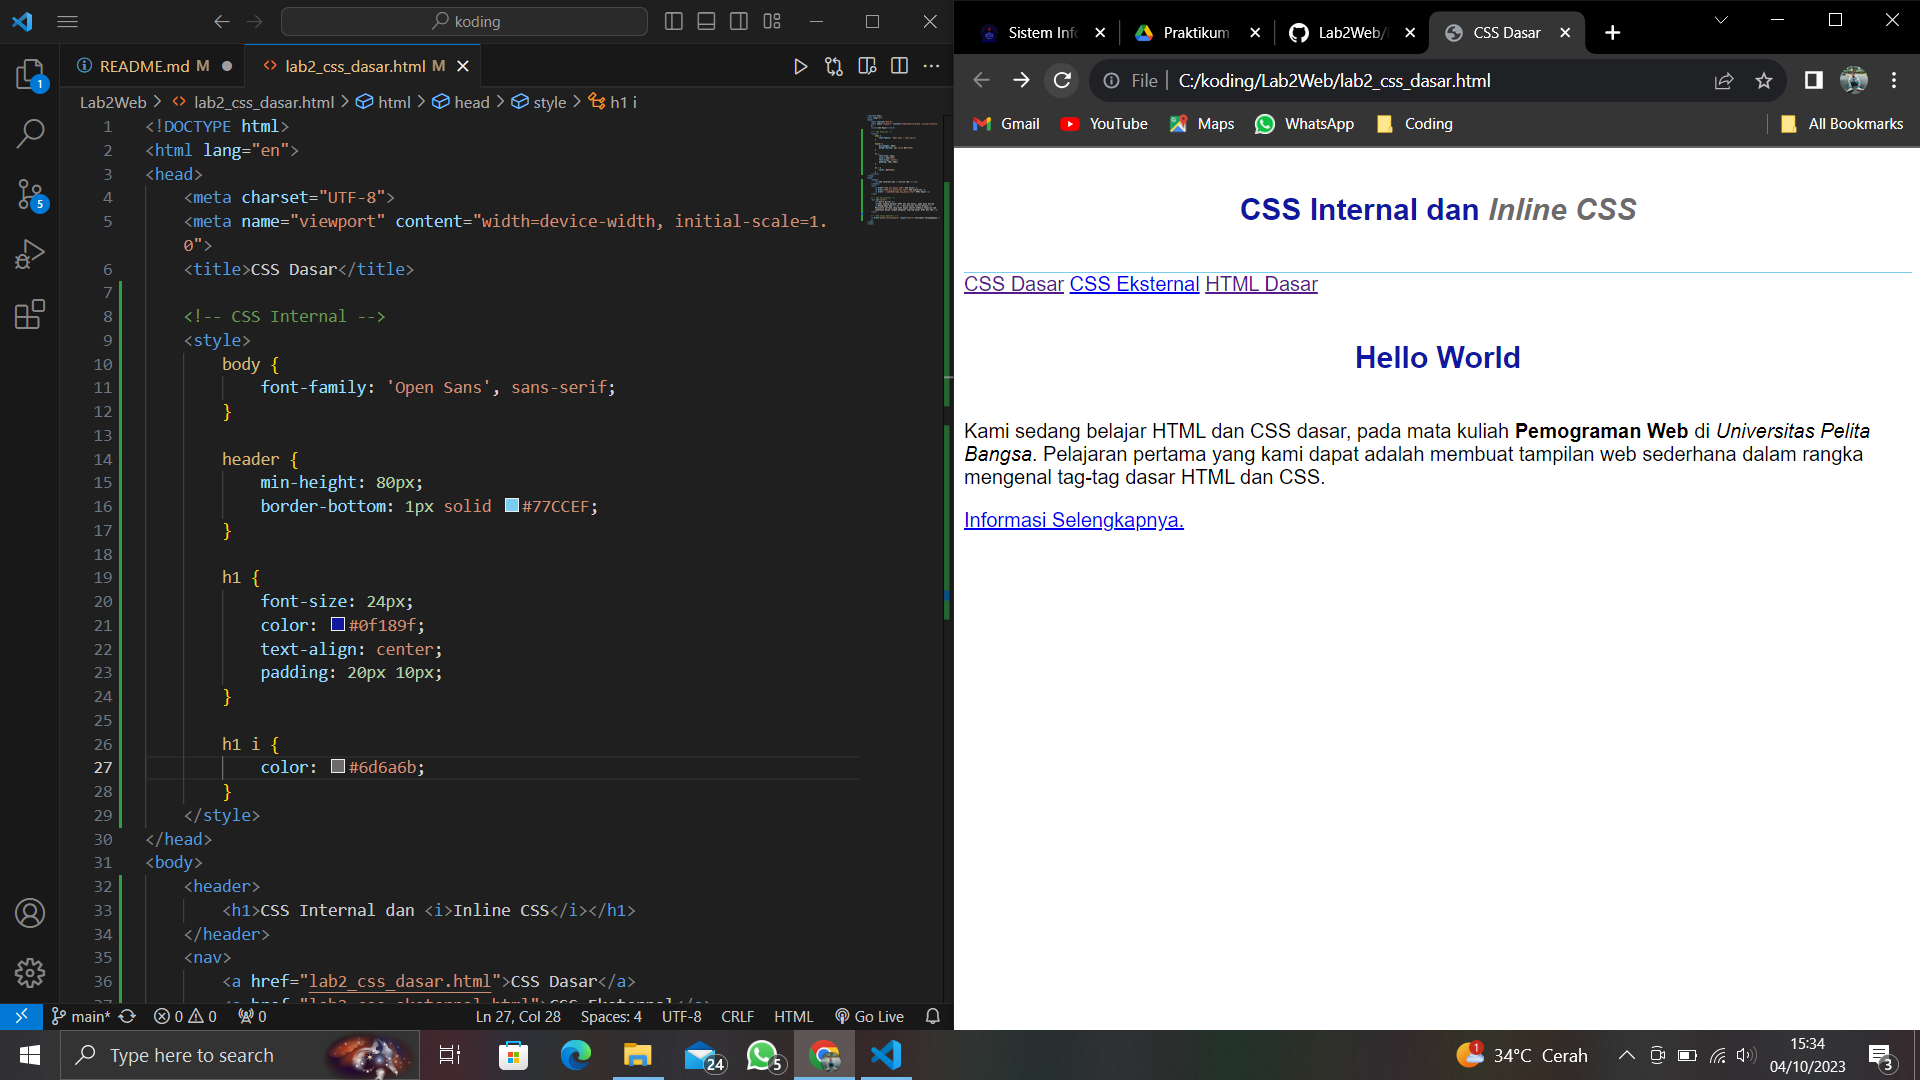 koding
README.md M
lab2_css_dasar.html M
Lab2Web > lab2_css_dasar.html > html > head > style > h1 i
1 <!DOCTYPE html>
2 <html lang="en">
3 <head>
4 <meta charset="UTF-8">
5 <meta name="viewport" content="width=device-width, initial-scale=1.
0">
6 <title>CSS Dasar</title>
7
8 <!-- CSS Internal -->
9 <style>
10 body {
11 font-family: 'Open Sans', sans-serif;
12 }
13
14 header {
15 min-height: 80px;
16 border-bottom: 1px solid #77CCEF;
17 }
18
19 h1 {
20 font-size: 24px;
21 color: #0f189f;
22 text-align: center;
23 padding: 20px 10px;
24 }
25
26 h1 i {
27 color: #6d6a6b;
28 }
29 </style>
30 </head>
31 <body>
32 <header>
33 <h1>CSS Internal dan <i>Inline CSS</i></h1>
34 </header>
35 <nav>
36 <a href="lab2_css_dasar.html">CSS Dasar</a>
37 <a href="lab2_css_eksternal.html">CSS Eksternal</a>
1
5
main* 0 0 0
Ln 27, Col 28 Spaces: 4 UTF-8 CRLF HTML Go Live
Sistem Info
Praktikum
Lab2Web/
CSS Dasar
File C:/koding/Lab2Web/lab2_css_dasar.html
Gmail YouTube Maps WhatsApp Coding All Bookmarks
CSS Internal dan Inline CSS
CSS Dasar CSS Eksternal HTML Dasar
Hello World
Kami sedang belajar HTML dan CSS dasar, pada mata kuliah Pemograman Web di Universitas Pelita
Bangsa. Pelajaran pertama yang kami dapat adalah membuat tampilan web sederhana dalam rangka
mengenal tag-tag dasar HTML dan CSS.
Informasi Selengkapnya.
Type here to search
24
5
1
34°C Cerah
15:34
04/10/2023
3